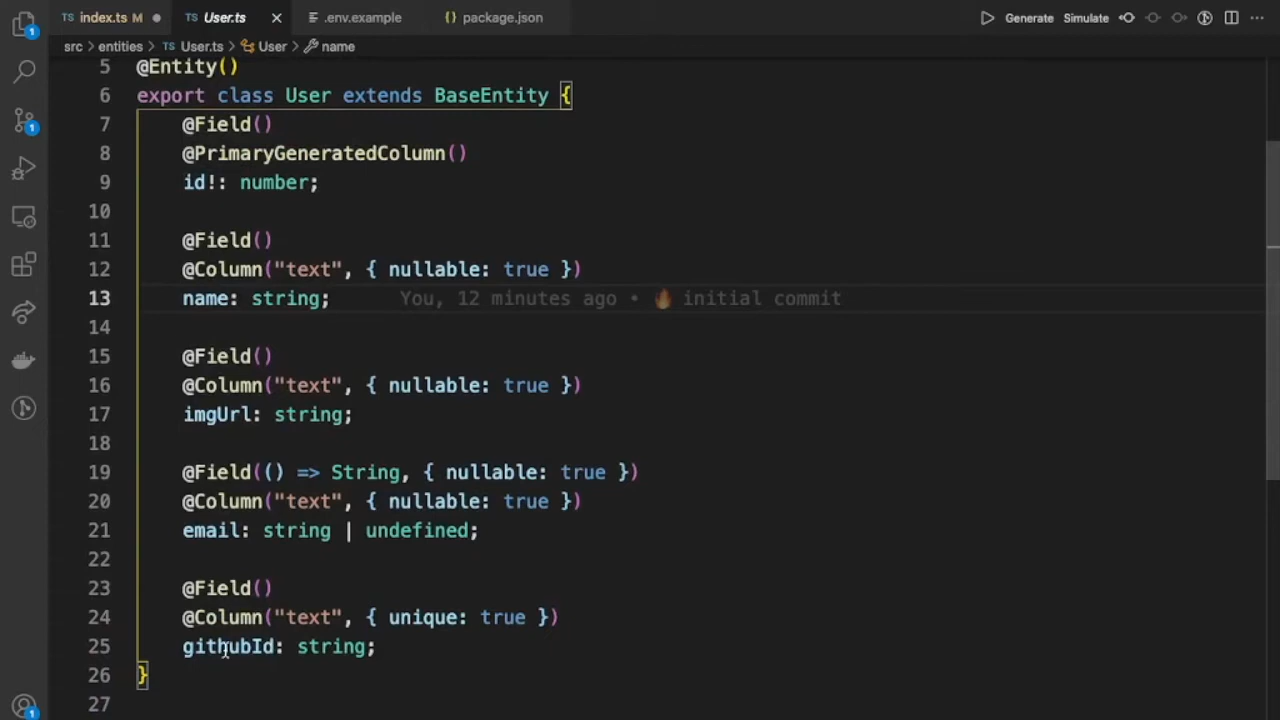 index.ts M
User.ts
.env.example
package.json
Generate
Simulate
src > entities > TS User.ts > User > name
5 @Entity()
6 export class User extends BaseEntity {
7 @Field()
8 @PrimaryGeneratedColumn()
9 id!: number;
10
11 @Field()
12 @Column("text", { nullable: true })
13 name: string; You, 12 minutes ago • 🔥 initial commit
14
15 @Field()
16 @Column("text", { nullable: true })
17 imgUrl: string;
18
19 @Field(() => String, { nullable: true })
20 @Column("text", { nullable: true })
21 email: string | undefined;
22
23 @Field()
24 @Column("text", { unique: true })
25 githubId: string;
26 }
27